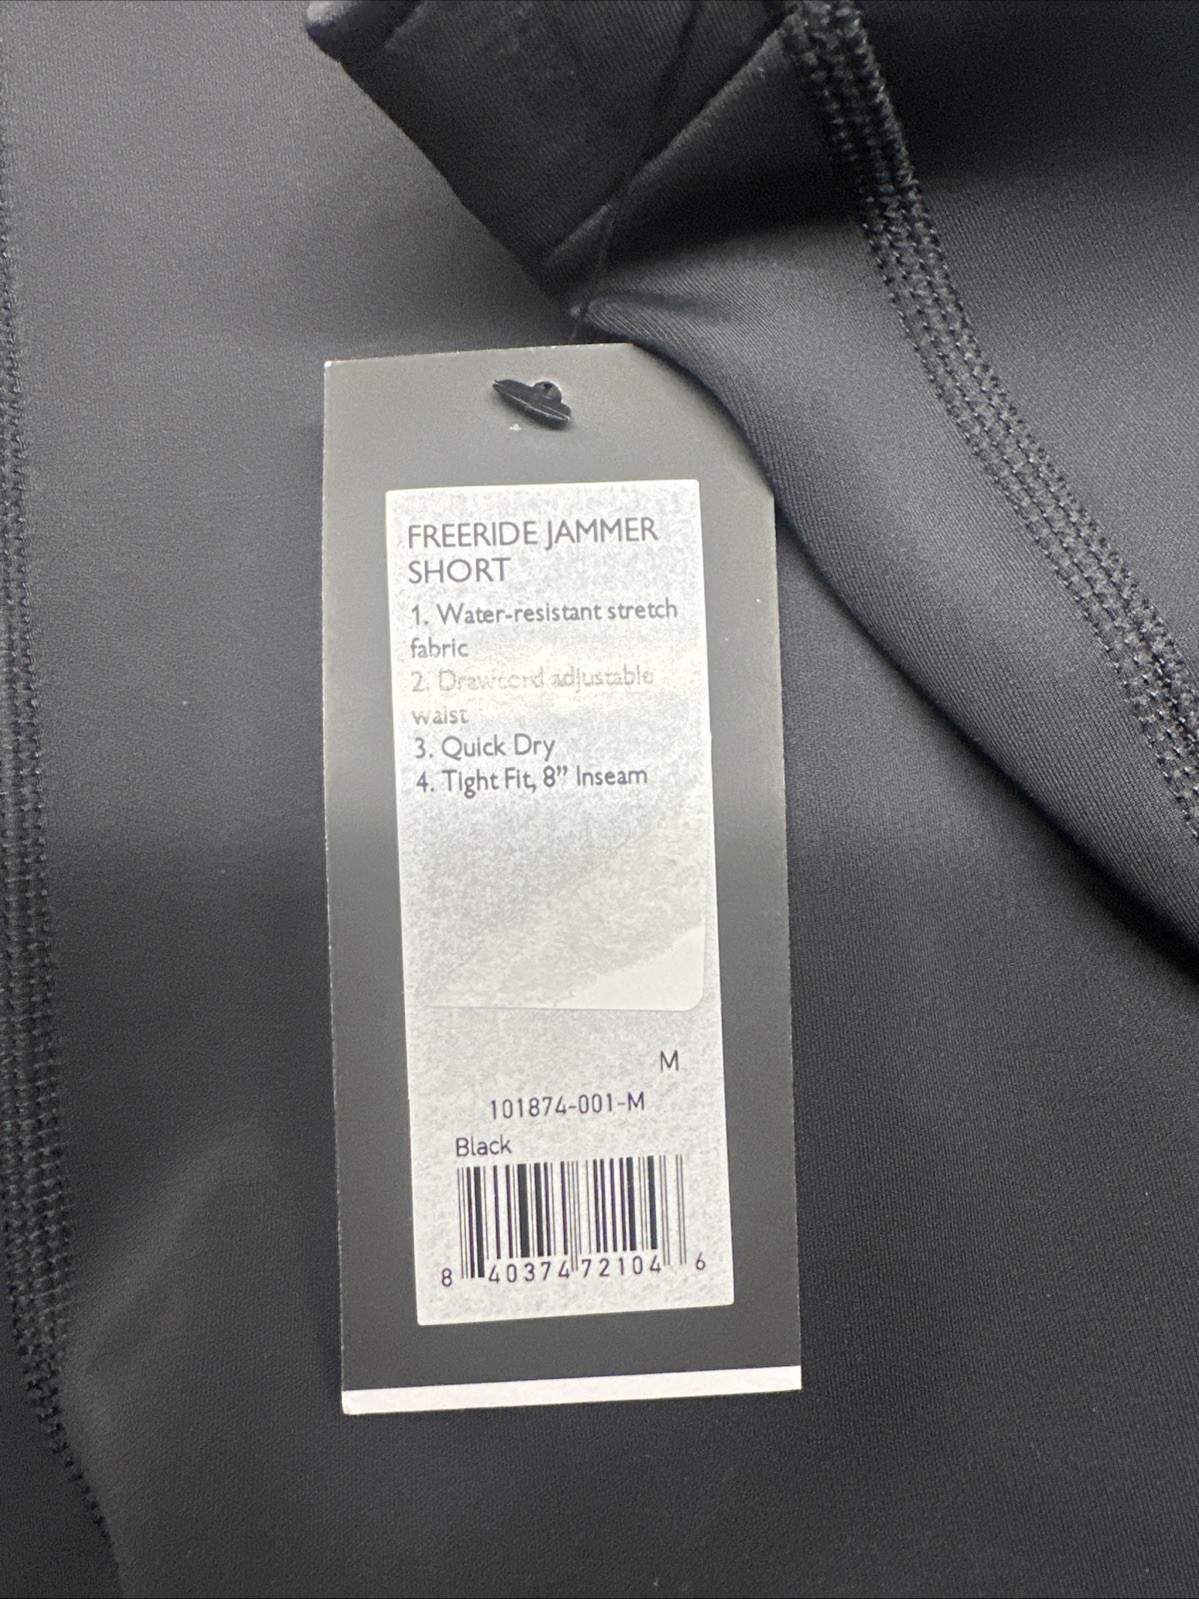 FREERIDE JAMMER
SHORT
1. Water-resistant stretch
fabric
2. Drawcord adjustable
waist
3. Quick Dry
4. Tight Fit, 8” Inseam
M
101874-001-M
Black
8 40374 72104 6